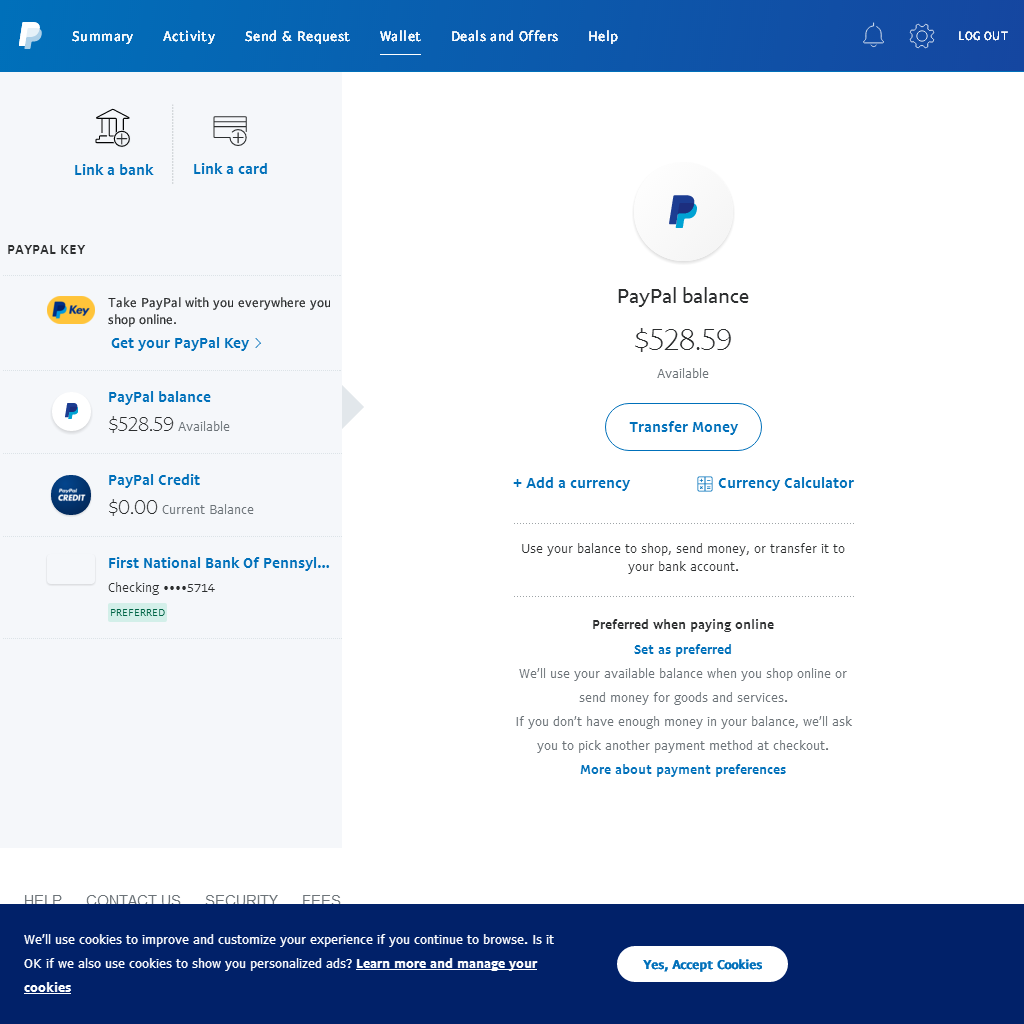 Summary
Activity
Send & Request
Wallet
Deals and Offers
Help
LOG OUT
Link a bank
Link a card
PAYPAL KEY
Key
Take PayPal with you everywhere you
shop online.
Get your PayPal Key
PayPal balance
$528.59 Available
PayPal
CREDIT
PayPal Credit
$0.00 Current Balance
First National Bank Of Pennsyl...
Checking ••••5714
PREFERRED
PayPal balance
$528.59
Available
Transfer Money
+ Add a currency
Currency Calculator
Use your balance to shop, send money, or transfer it to
your bank account.
Preferred when paying online
Set as preferred
We'll use your available balance when you shop online or
send money for goods and services.
If you don't have enough money in your balance, we'll ask
you to pick another payment method at checkout.
More about payment preferences
HELP
CONTACT US
SECURITY
FEES
We'll use cookies to improve and customize your experience if you continue to browse. Is it
OK if we also use cookies to show you personalized ads? Learn more and manage your
cookies
Yes, Accept Cookies